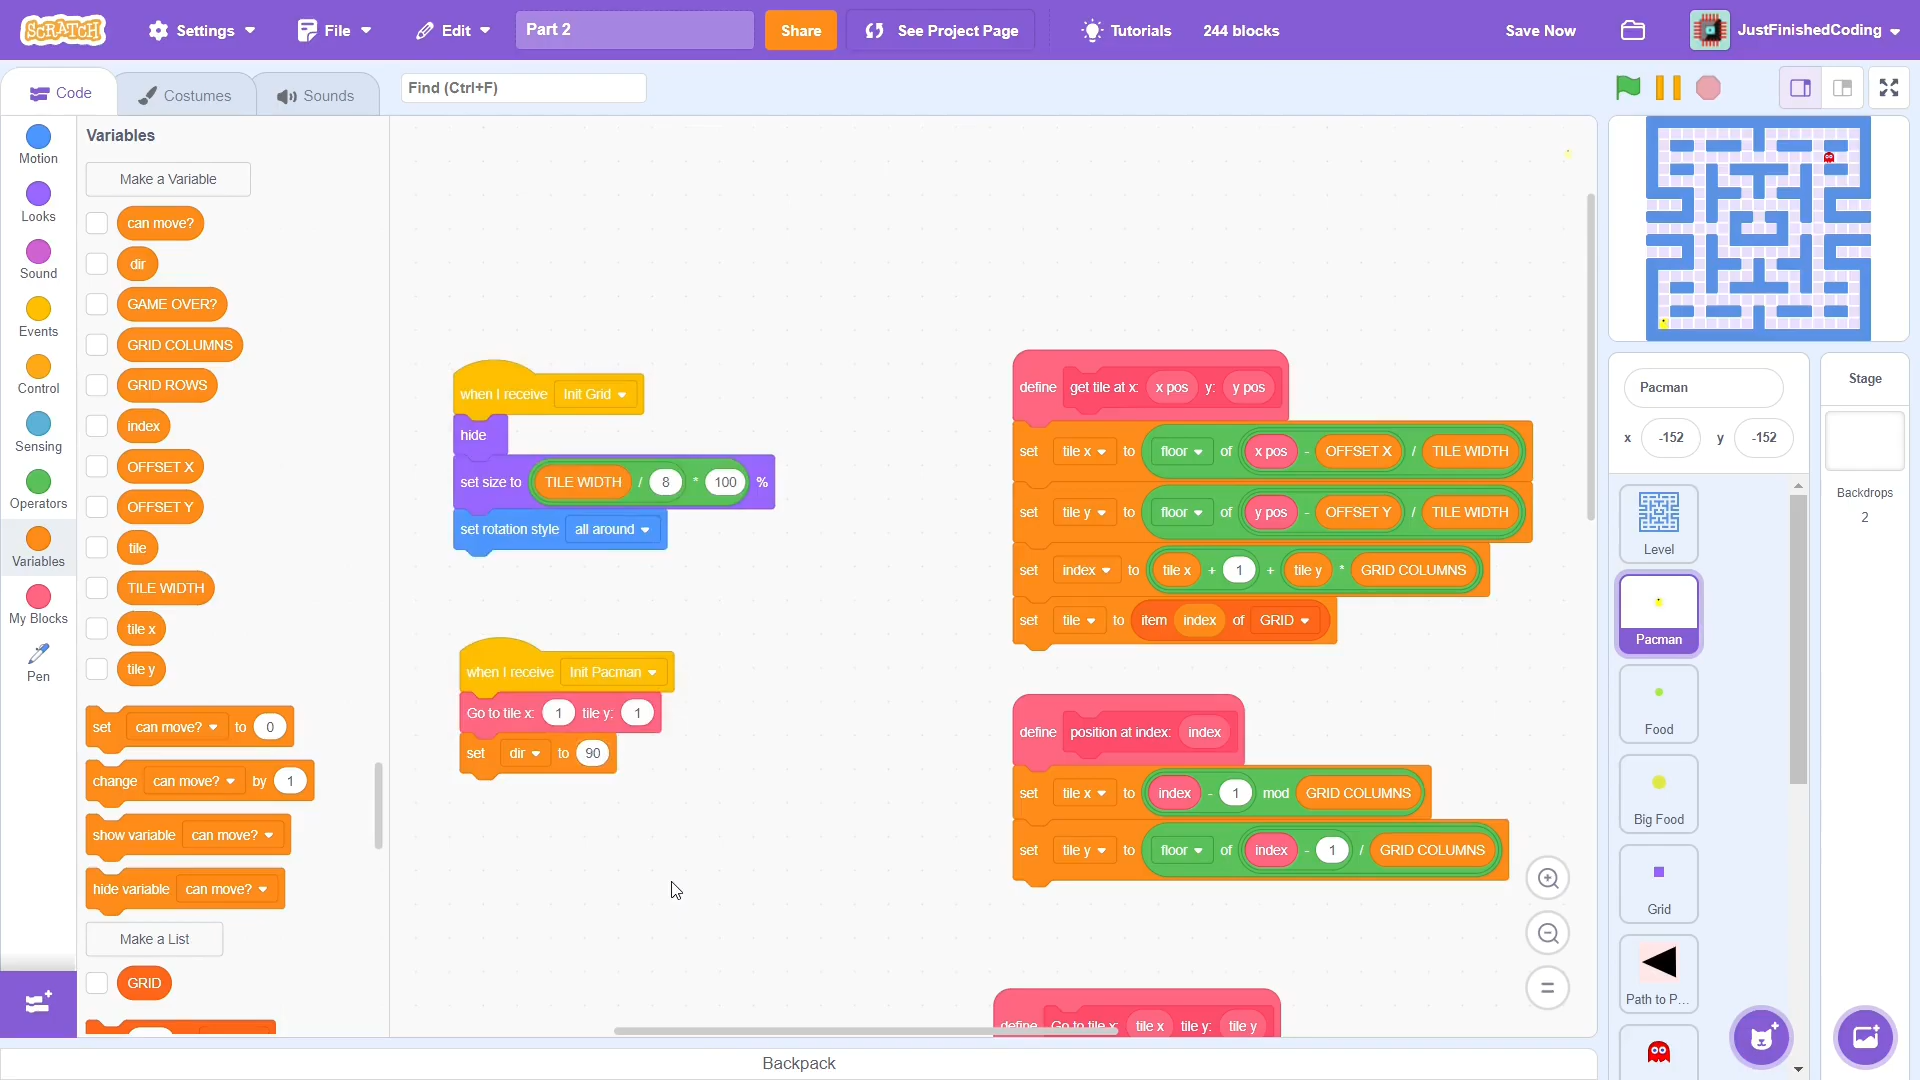 SCRATCH
Settings
File
Edit
Part 2
Share
See Project Page
Tutorials
244 blocks
Save Now
JustFinishedCoding
Code
Costumes
Sounds
Find (Ctrl+F)
Motion
Looks
Sound
Events
Control
Sensing
Operators
Variables
My Blocks
Pen
Variables
Make a Variable
can move?
dir
GAME OVER?
GRID COLUMNS
GRID ROWS
index
OFFSET X
OFFSET Y
tile
TILE WIDTH
tile x
tile y
set can move? to 0
change can move? by 1
show variable can move?
hide variable can move?
Make a List
GRID
when I receive Init Grid
hide
set size to TILE WIDTH / 8 * 100 %
set rotation style all around
when I receive Init Pacman
Go to tile x: 1 tile y: 1
set dir to 90
define get tile at x: x pos y: y pos
set tile x to floor of x pos - OFFSET X / TILE WIDTH
set tile y to floor of y pos - OFFSET Y / TILE WIDTH
set index to tile x + 1 + tile y * GRID COLUMNS
set tile to item index of GRID
define position at index: index
set tile x to index - 1 mod GRID COLUMNS
set tile y to floor of index - 1 / GRID COLUMNS
define Go to tile x: tile x tile y: tile y
Backpack
Pacman
x -152 y -152
Level
Pacman
Food
Big Food
Grid
Path to P...
Stage
Backdrops
2